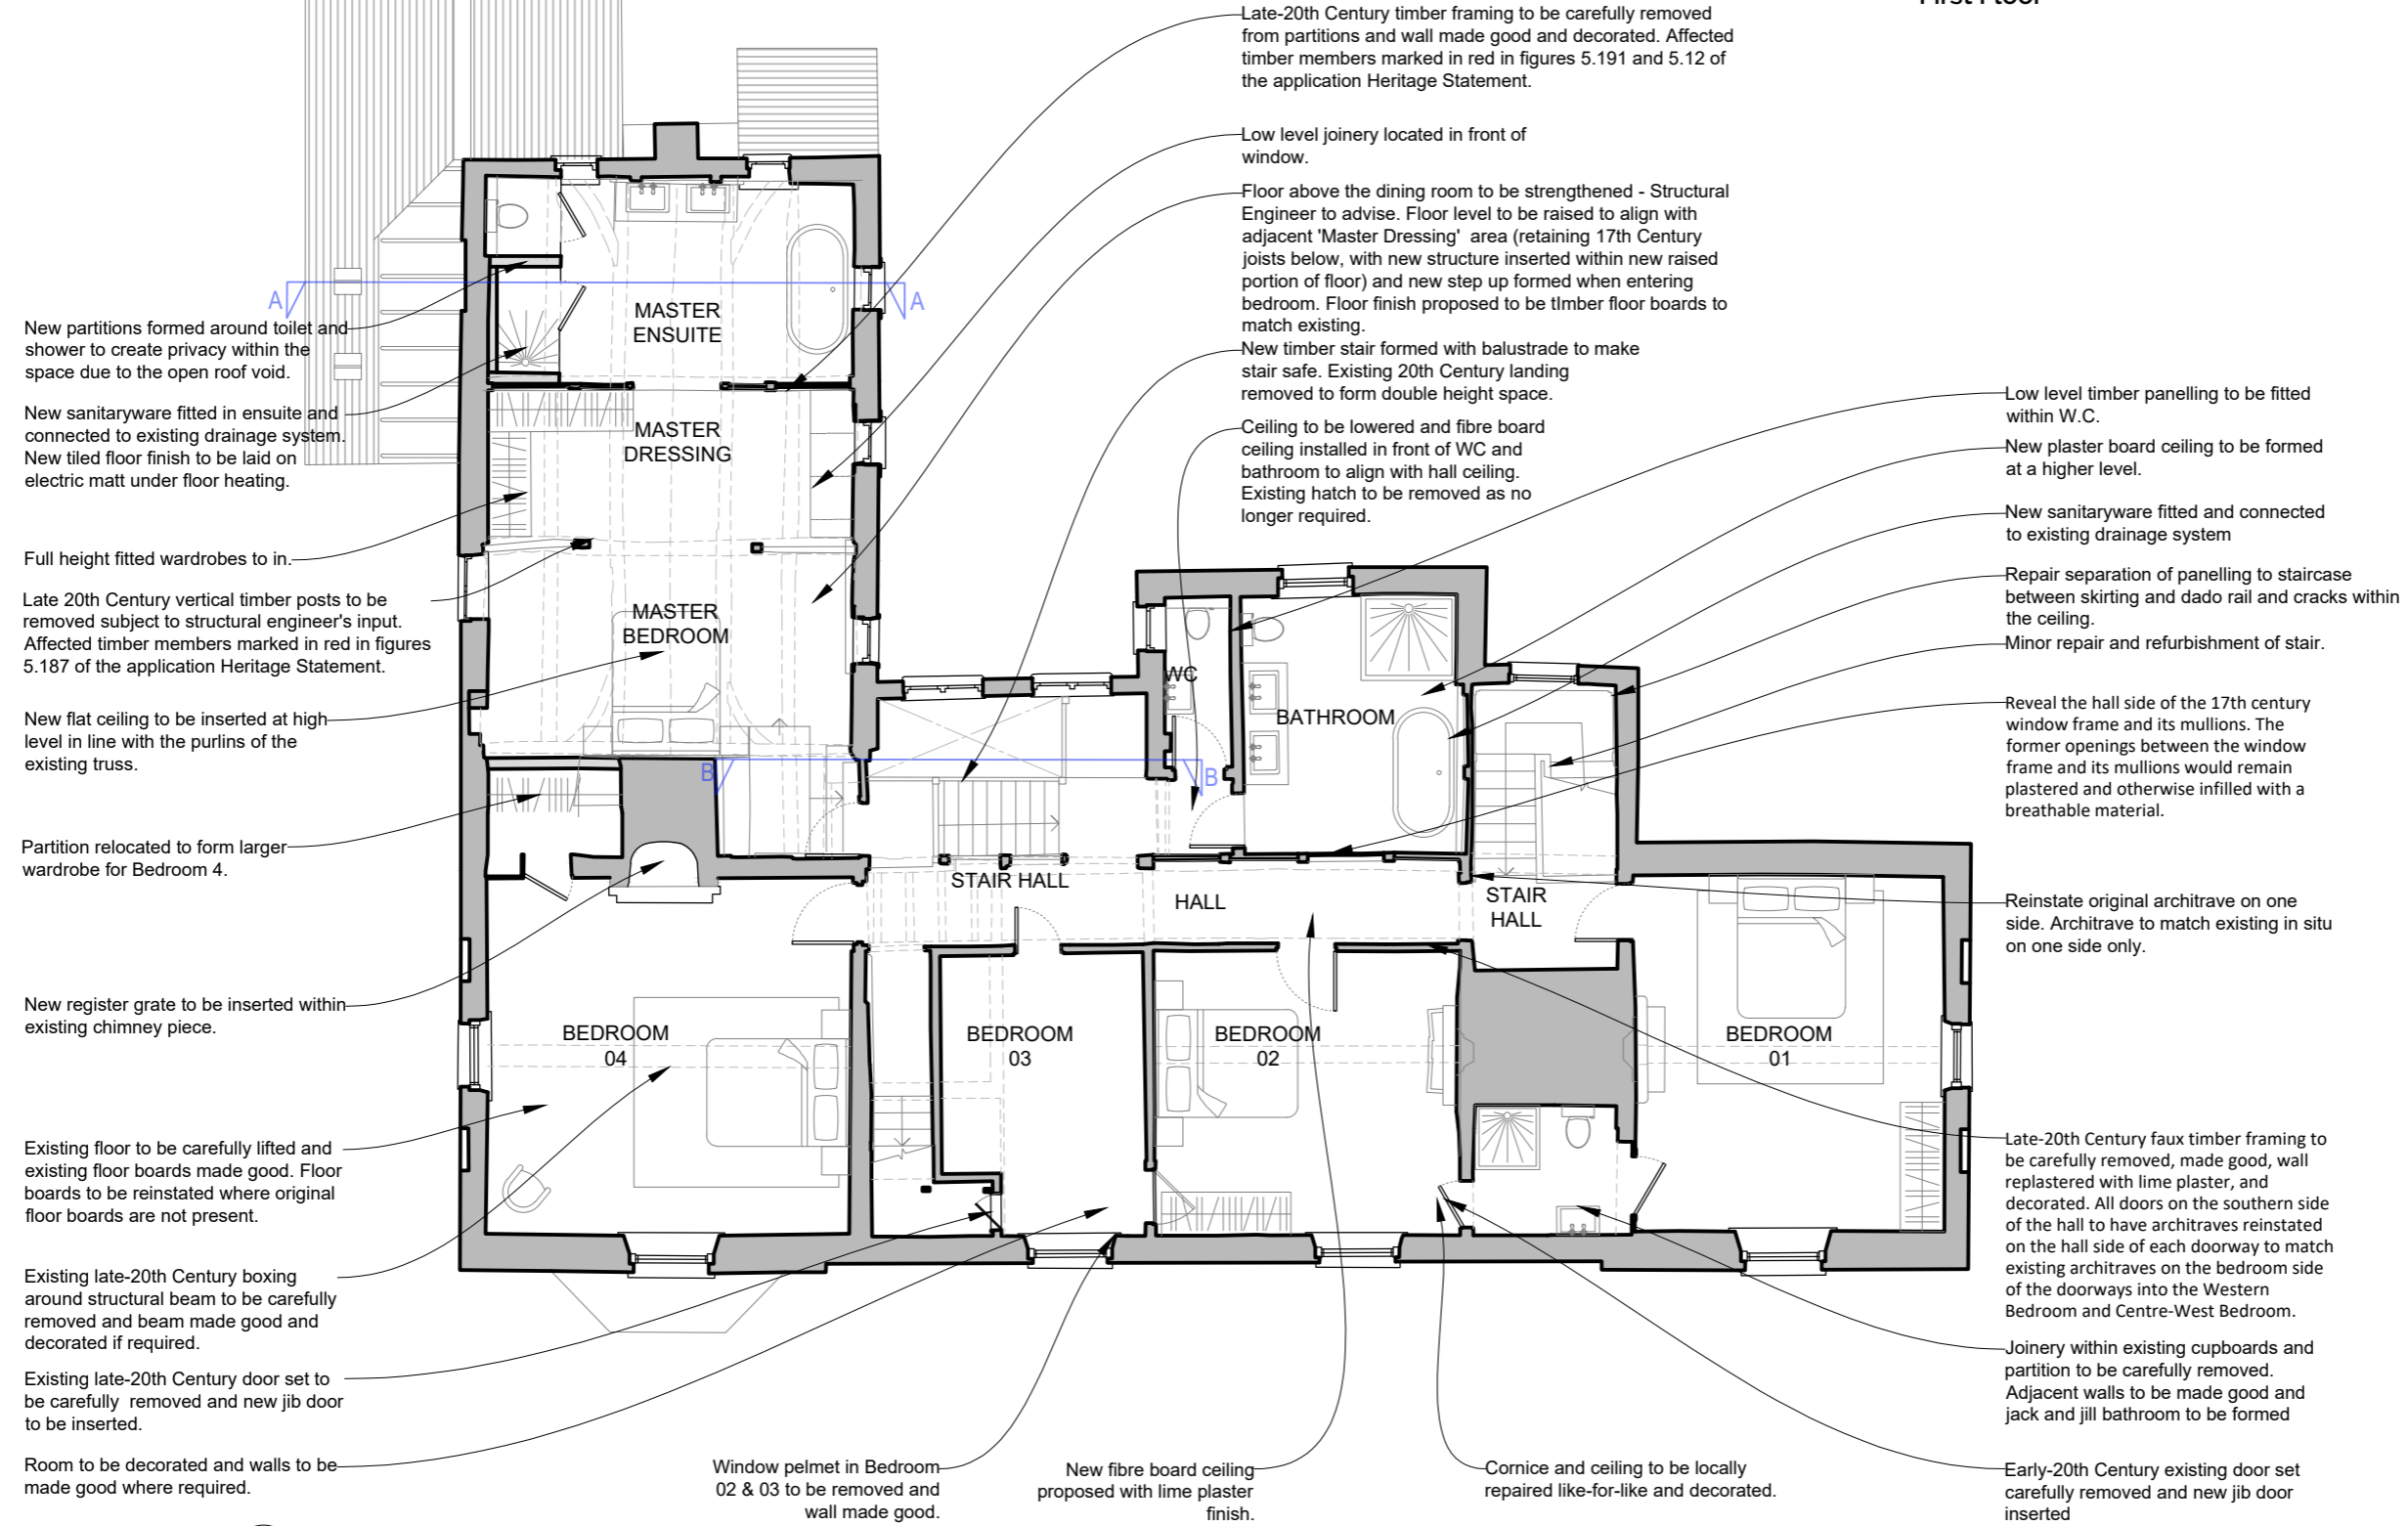 First Floor
Late-20th Century timber framing to be carefully removed
from partitions and wall made good and decorated. Affected
timber members marked in red in figures 5.191 and 5.12 of
the application Heritage Statement.
Low level joinery located in front of
window.
Floor above the dining room to be strengthened - Structural
Engineer to advise. Floor level to be raised to align with
adjacent 'Master Dressing' area (retaining 17th Century
joists below, with new structure inserted within new raised
portion of floor) and new step up formed when entering
bedroom. Floor finish proposed to be tImber floor boards to
match existing.
New timber stair formed with balustrade to make
stair safe. Existing 20th Century landing
removed to form double height space.
Ceiling to be lowered and fibre board
ceiling installed in front of WC and
bathroom to align with hall ceiling.
Existing hatch to be removed as no
longer required.
New partitions formed around toilet and
shower to create privacy within the
space due to the open roof void.
New sanitaryware fitted in ensuite and
connected to existing drainage system.
New tiled floor finish to be laid on
electric matt under floor heating.
Full height fitted wardrobes to in.
Late 20th Century vertical timber posts to be
removed subject to structural engineer's input.
Affected timber members marked in red in figures
5.187 of the application Heritage Statement.
New flat ceiling to be inserted at high
level in line with the purlins of the
existing truss.
Partition relocated to form larger
wardrobe for Bedroom 4.
New register grate to be inserted within
existing chimney piece.
Existing floor to be carefully lifted and
existing floor boards made good. Floor
boards to be reinstated where original
floor boards are not present.
Existing late-20th Century boxing
around structural beam to be carefully
removed and beam made good and
decorated if required.
Existing late-20th Century door set to
be carefully removed and new jib door
to be inserted.
Room to be decorated and walls to be
made good where required.
A
A
MASTER
ENSUITE
MASTER
DRESSING
MASTER
BEDROOM
B
B
WC
BATHROOM
STAIR HALL
HALL
STAIR
HALL
BEDROOM
04
BEDROOM
03
BEDROOM
02
BEDROOM
01
Low level timber panelling to be fitted
within W.C.
New plaster board ceiling to be formed
at a higher level.
New sanitaryware fitted and connected
to existing drainage system
Repair separation of panelling to staircase
between skirting and dado rail and cracks within
the ceiling.
Minor repair and refurbishment of stair.
Reveal the hall side of the 17th century
window frame and its mullions. The
former openings between the window
frame and its mullions would remain
plastered and otherwise infilled with a
breathable material.
Reinstate original architrave on one
side. Architrave to match existing in situ
on one side only.
Late-20th Century faux timber framing to
be carefully removed, made good, wall
replastered with lime plaster, and
decorated. All doors on the southern side
of the hall to have architraves reinstated
on the hall side of each doorway to match
existing architraves on the bedroom side
of the doorways into the Western
Bedroom and Centre-West Bedroom.
Joinery within existing cupboards and
partition to be carefully removed.
Adjacent walls to be made good and
jack and jill bathroom to be formed
Early-20th Century existing door set
carefully removed and new jib door
inserted
Window pelmet in Bedroom
02 & 03 to be removed and
wall made good.
New fibre board ceiling
proposed with lime plaster
finish.
Cornice and ceiling to be locally
repaired like-for-like and decorated.